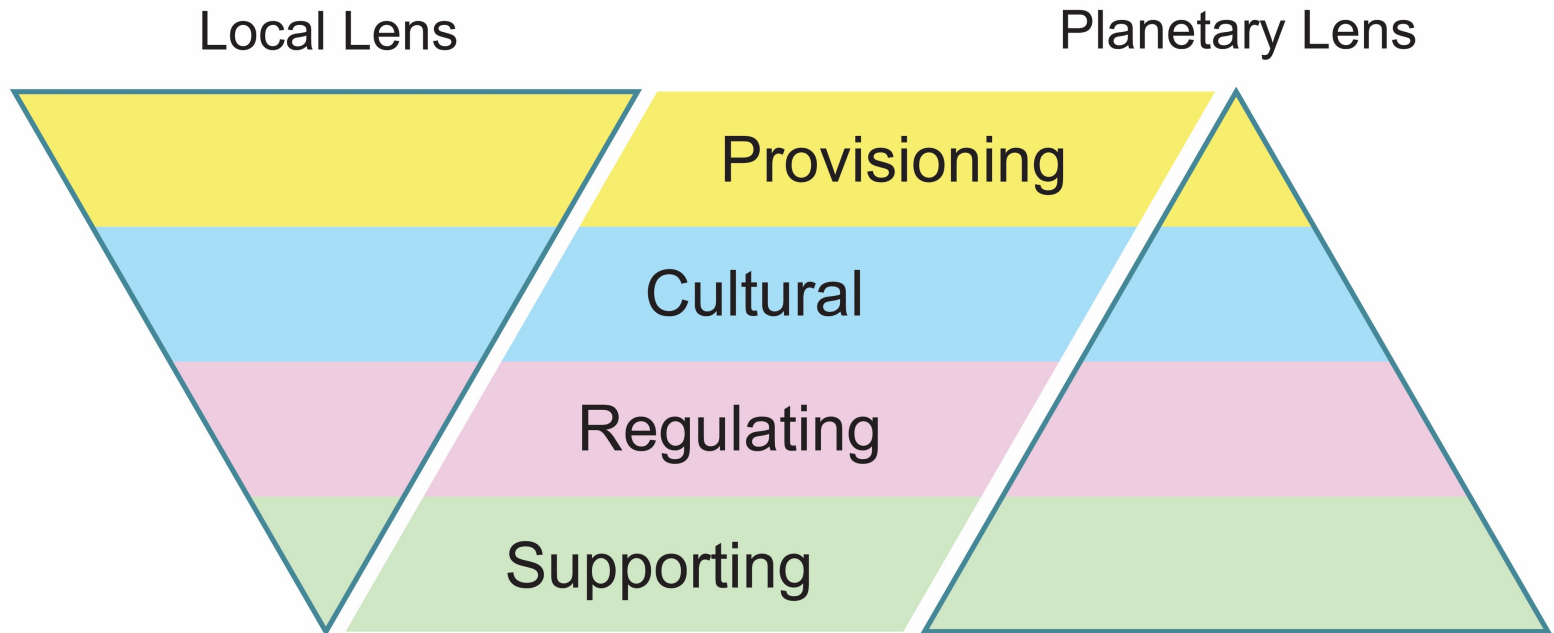 Local Lens
Planetary Lens
Provisioning
Cultural
Regulating
Supporting